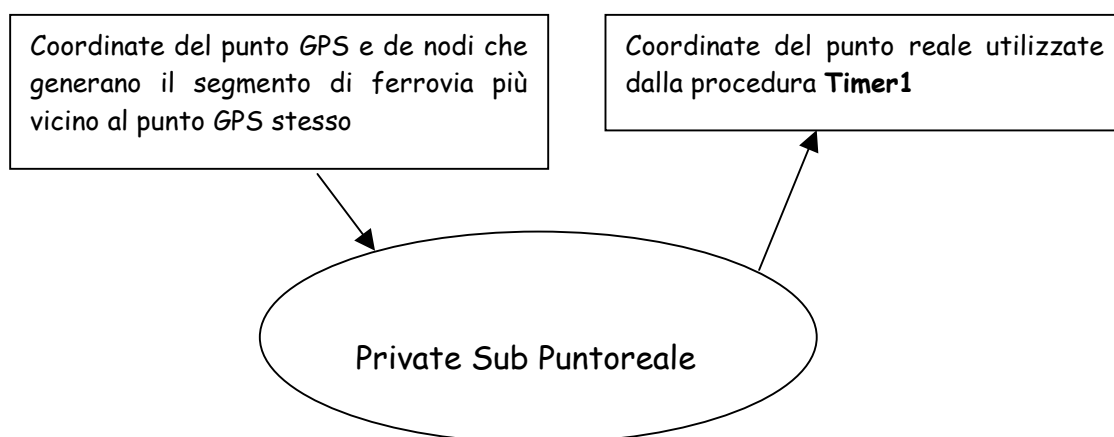 Coordinate del punto GPS e de nodi che
generano il segmento di ferrovia più
vicino al punto GPS stesso
Coordinate del punto reale utilizzate
dalla procedura Timer1
Private Sub Puntoreale